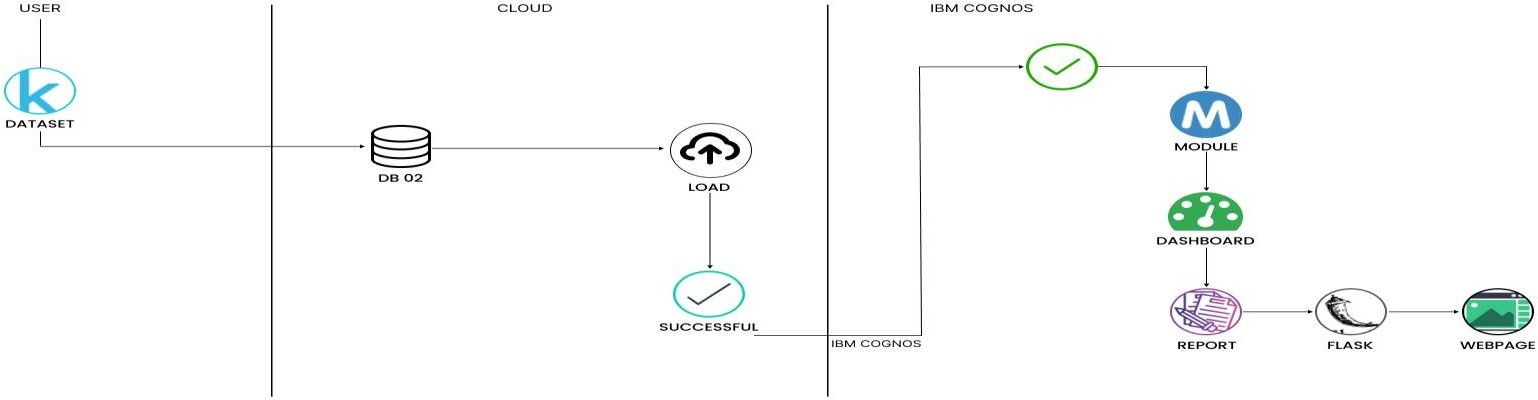 USER
CLOUD
IBM COGNOS
k
DATASET
DB 02
LOAD
SUCCESSFUL
IBM COGNOS
M
MODULE
DASHBOARD
REPORT
FLASK
WEBPAGE